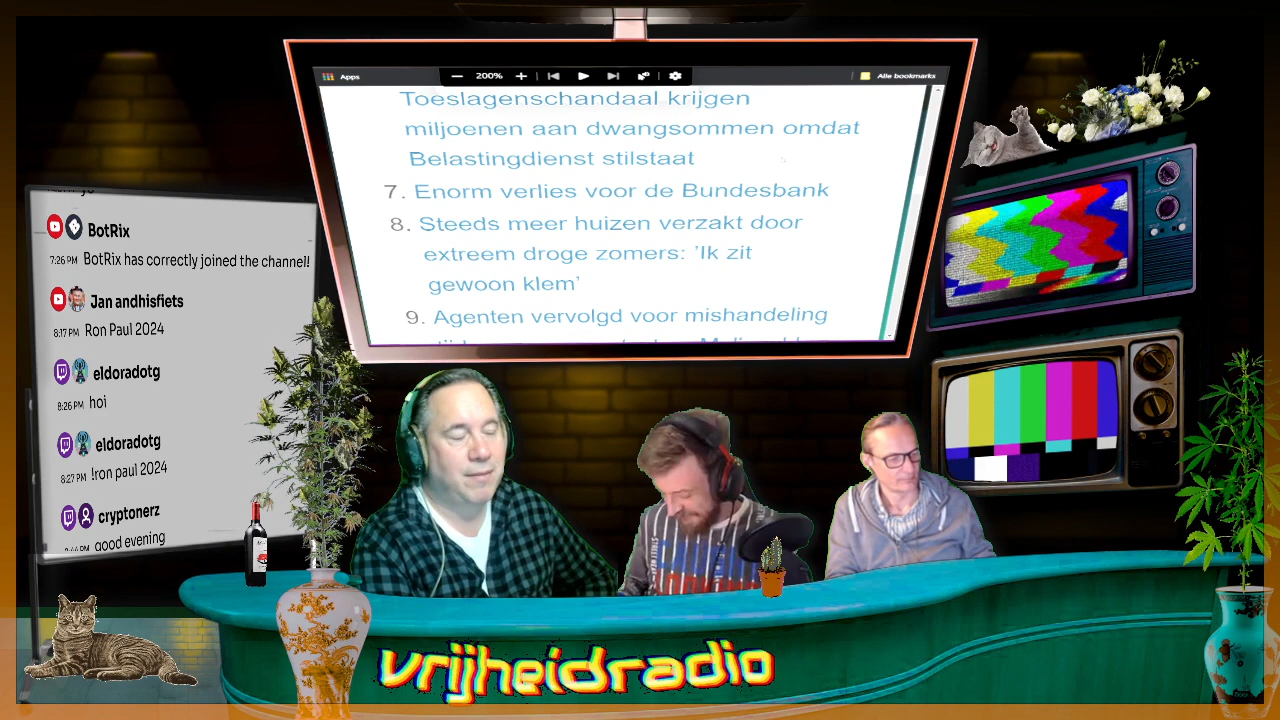 Apps
200%
Alle bookmarks
Toeslagenschandaal krijgen
miljoenen aan dwangsommen omdat
Belastingdienst stilstaat
7. Enorm verlies voor de Bundesbank
8. Steeds meer huizen verzakt door
extreem droge zomers: 'Ik zit
gewoon klem'
9. Agenten vervolgd voor mishandeling
BotRix
7:26 PM BotRix has correctly joined the channel!
Jan andhisfiets
8:17 PM Ron Paul 2024
eldoradotg
8:26 PM hoi
eldoradotg
8:27 PM !ron paul 2024
cryptonerz
good evening
vrijheidradio